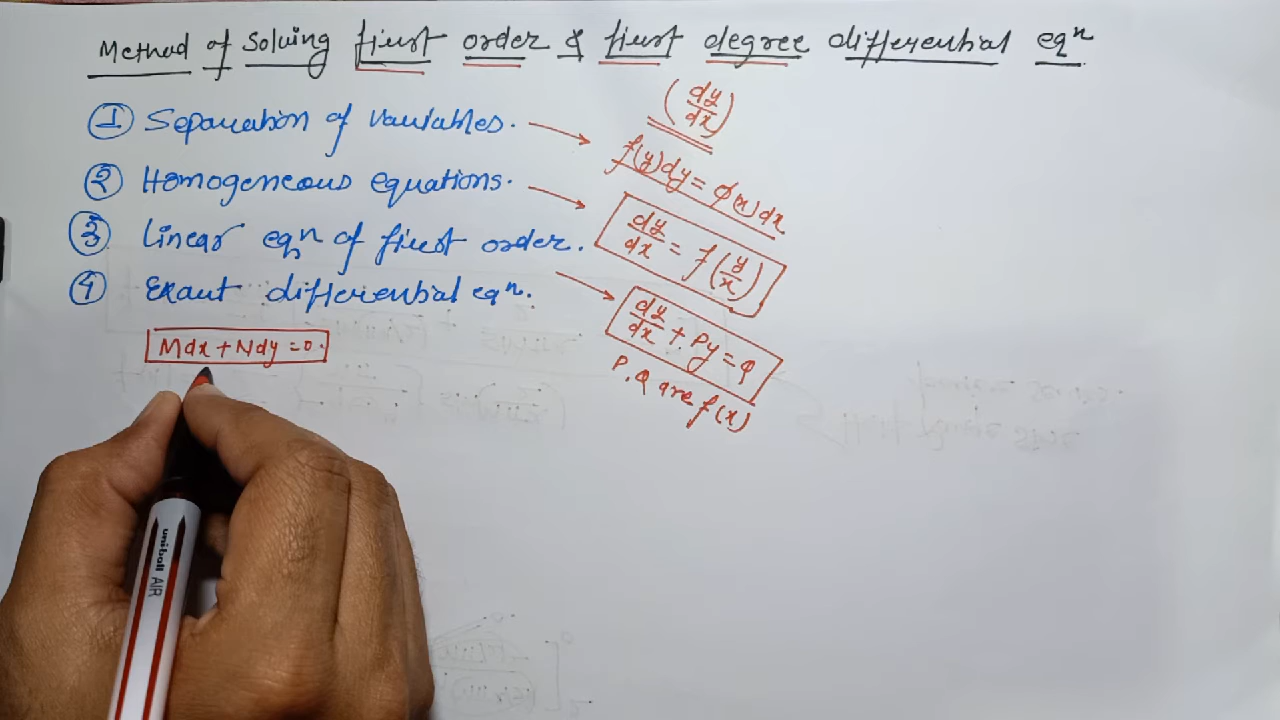 Method of Solving first order & first degree differential eqⁿ
① Separation of variables.
② Homogeneous equations.
③ Linear eqⁿ of first order.
④ Exact differential eqⁿ.
Mdx + Ndy = 0.
(dy/dx)
f(y)dy = φ(x)dx
dy/dx = f(y/x)
dy/dx + Py = Q
P.Q are f(x)
uniball AIR